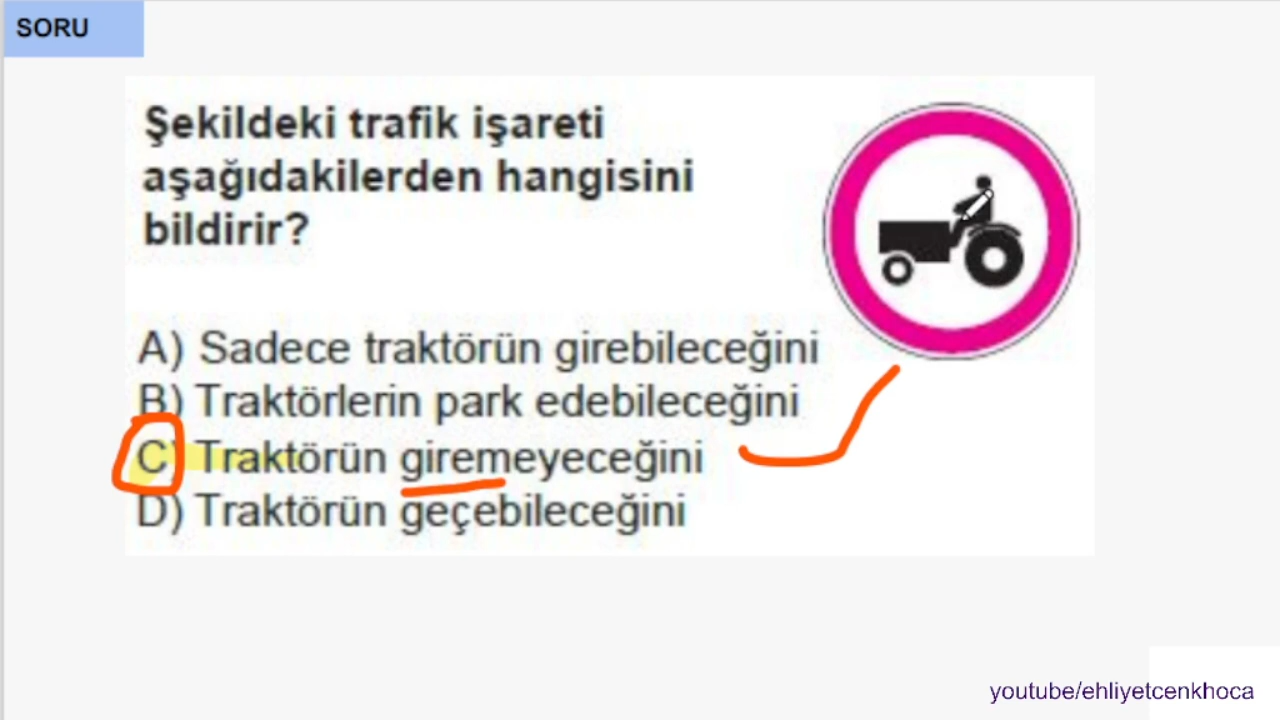 SORU
Şekildeki trafik işareti
aşağıdakilerden hangisini
bildirir?
A) Sadece traktörün girebileceğini
B) Traktörlerin park edebileceğini
C) Traktörün giremeyeceğini
D) Traktörün geçebileceğini
youtube/ehliyetcenkhoca